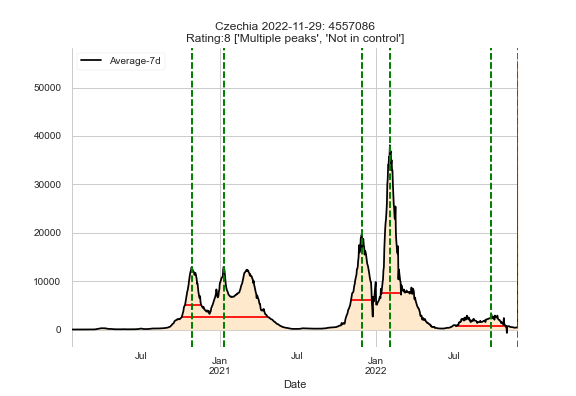 Czechia 2022-11-29: 4557086
Rating:8 ['Multiple peaks', 'Not in control']
Average-7d
50000
40000
30000
20000
10000
0
Jul
Jan
2021
Jul
Jan
2022
Jul
Date